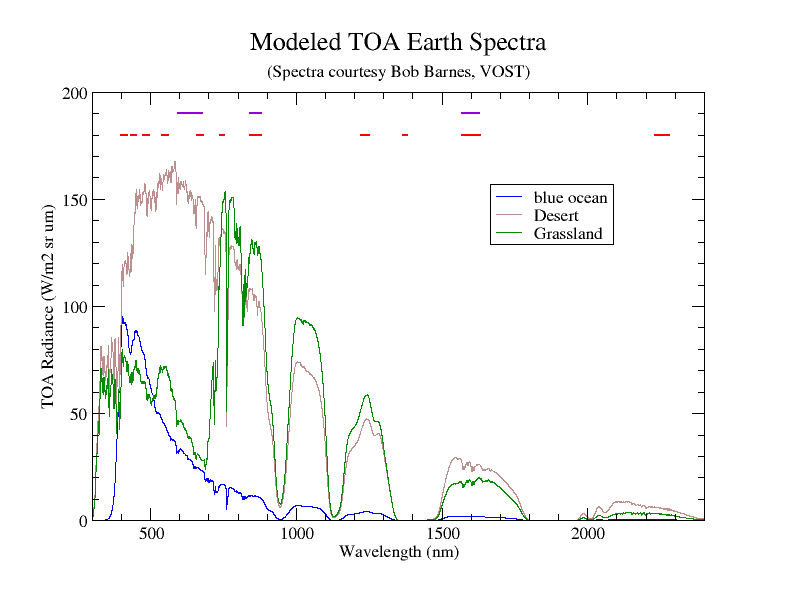 Modeled TOA Earth Spectra
(Spectra courtesy Bob Barnes, VOST)
200
150
100
50
0
TOA Radiance (W/m2 sr um)
blue ocean
Desert
Grassland
500
1000
1500
2000
Wavelength (nm)